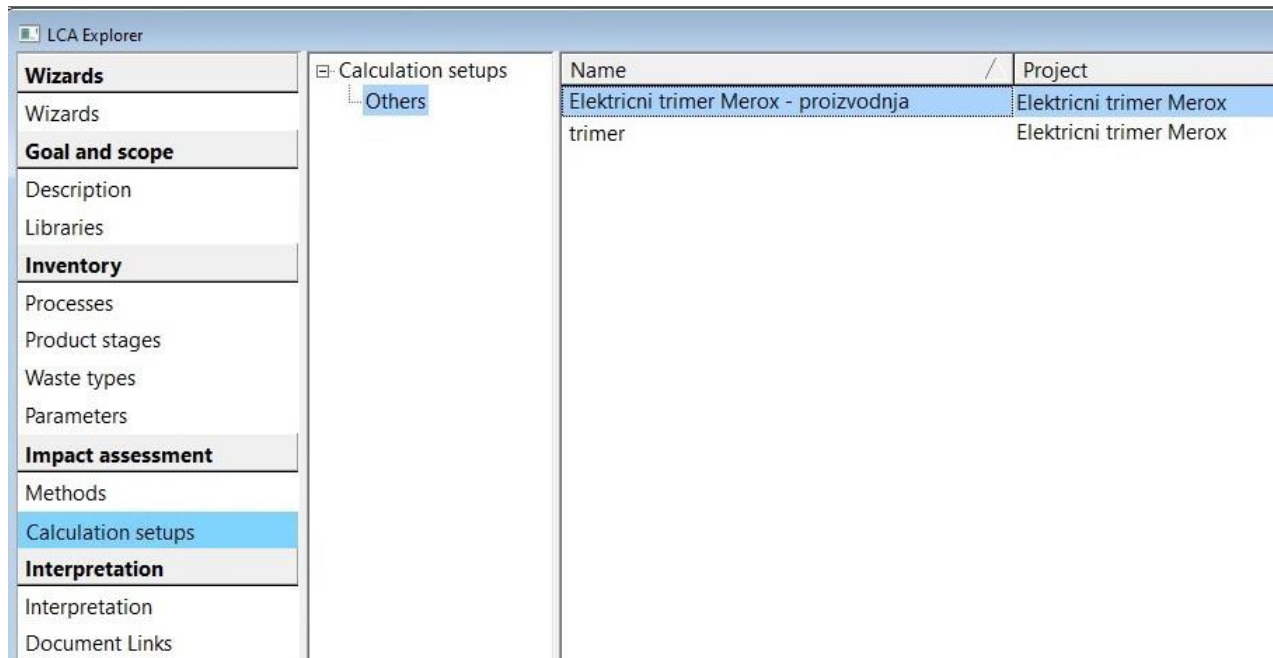 LCA Explorer
Wizards
Wizards
Goal and scope
Description
Libraries
Inventory
Processes
Product stages
Waste types
Parameters
Impact assessment
Methods
Calculation setups
Interpretation
Interpretation
Document Links
Calculation setups
Others
Name Project
Elektricni trimer Merox - proizvodnja Elektricni trimer Merox
trimer Elektricni trimer Merox